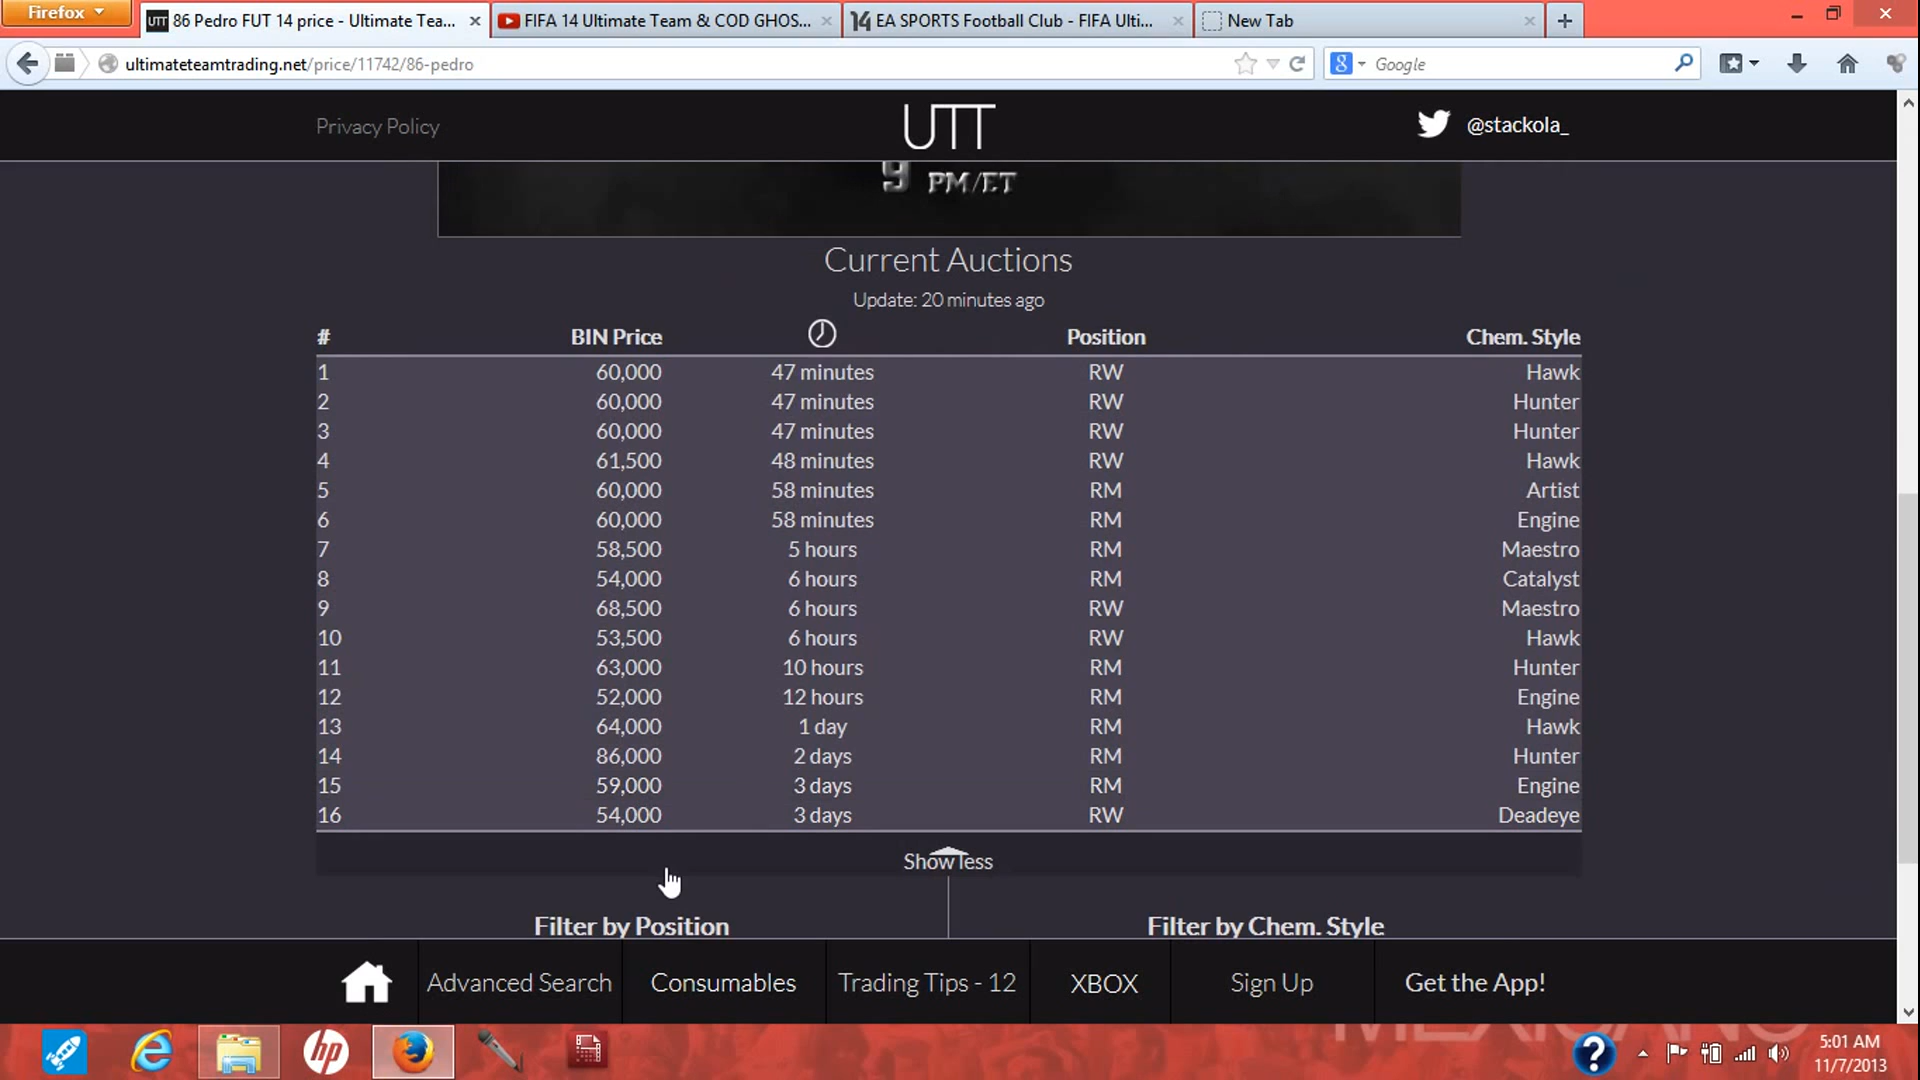 Firefox
86 Pedro FUT 14 price - Ultimate Tea...
FIFA 14 Ultimate Team & COD GHOS...
EA SPORTS Football Club - FIFA Ulti...
New Tab
ultimateteamtrading.net/price/11742/86-pedro
Google
Privacy Policy
UTT
@stackola_
9 PM/ET
Current Auctions
Update: 20 minutes ago
# BIN Price Position Chem. Style
1 60,000 47 minutes RW Hawk
2 60,000 47 minutes RW Hunter
3 60,000 47 minutes RW Hunter
4 61,500 48 minutes RW Hawk
5 60,000 58 minutes RM Artist
6 60,000 58 minutes RM Engine
7 58,500 5 hours RM Maestro
8 54,000 6 hours RM Catalyst
9 68,500 6 hours RW Maestro
10 53,500 6 hours RW Hawk
11 63,000 10 hours RM Hunter
12 52,000 12 hours RM Engine
13 64,000 1 day RM Hawk
14 86,000 2 days RM Hunter
15 59,000 3 days RM Engine
16 54,000 3 days RW Deadeye
Show less
Filter by Position Filter by Chem. Style
Advanced Search Consumables Trading Tips - 12 XBOX Sign Up Get the App!
MEXICANO
hp
5:01 AM
11/7/2013